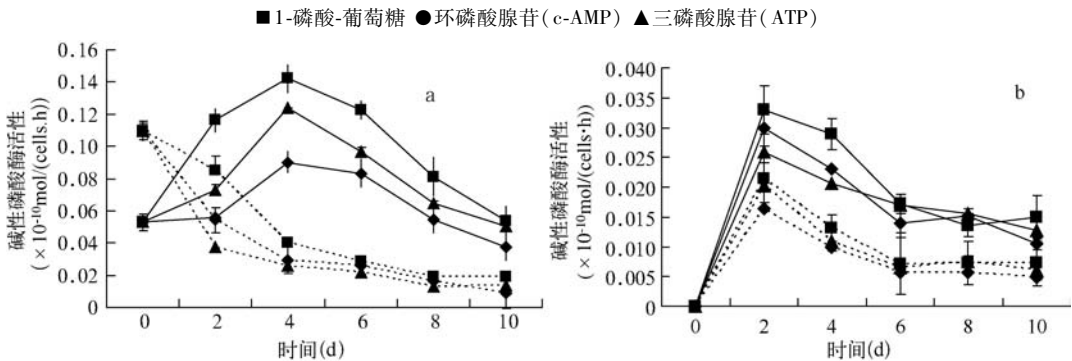 ■1-磷酸-葡萄糖 ●环磷酸腺苷(c-AMP) ▲三磷酸腺苷(ATP)
碱性磷酸酶活性
(×10⁻¹⁰mol/(cells.h)
0.16
0.14
0.12
0.10
0.08
0.06
0.04
0.02
0
a
0 2 4 6 8 10
时间(d)
碱性磷酸酶活性
(×10⁻¹⁰mol/(cells·h)
0.040
0.035
0.030
0.025
0.020
0.015
0.010
0.005
0.000
b
0 2 4 6 8 10
时间(d)